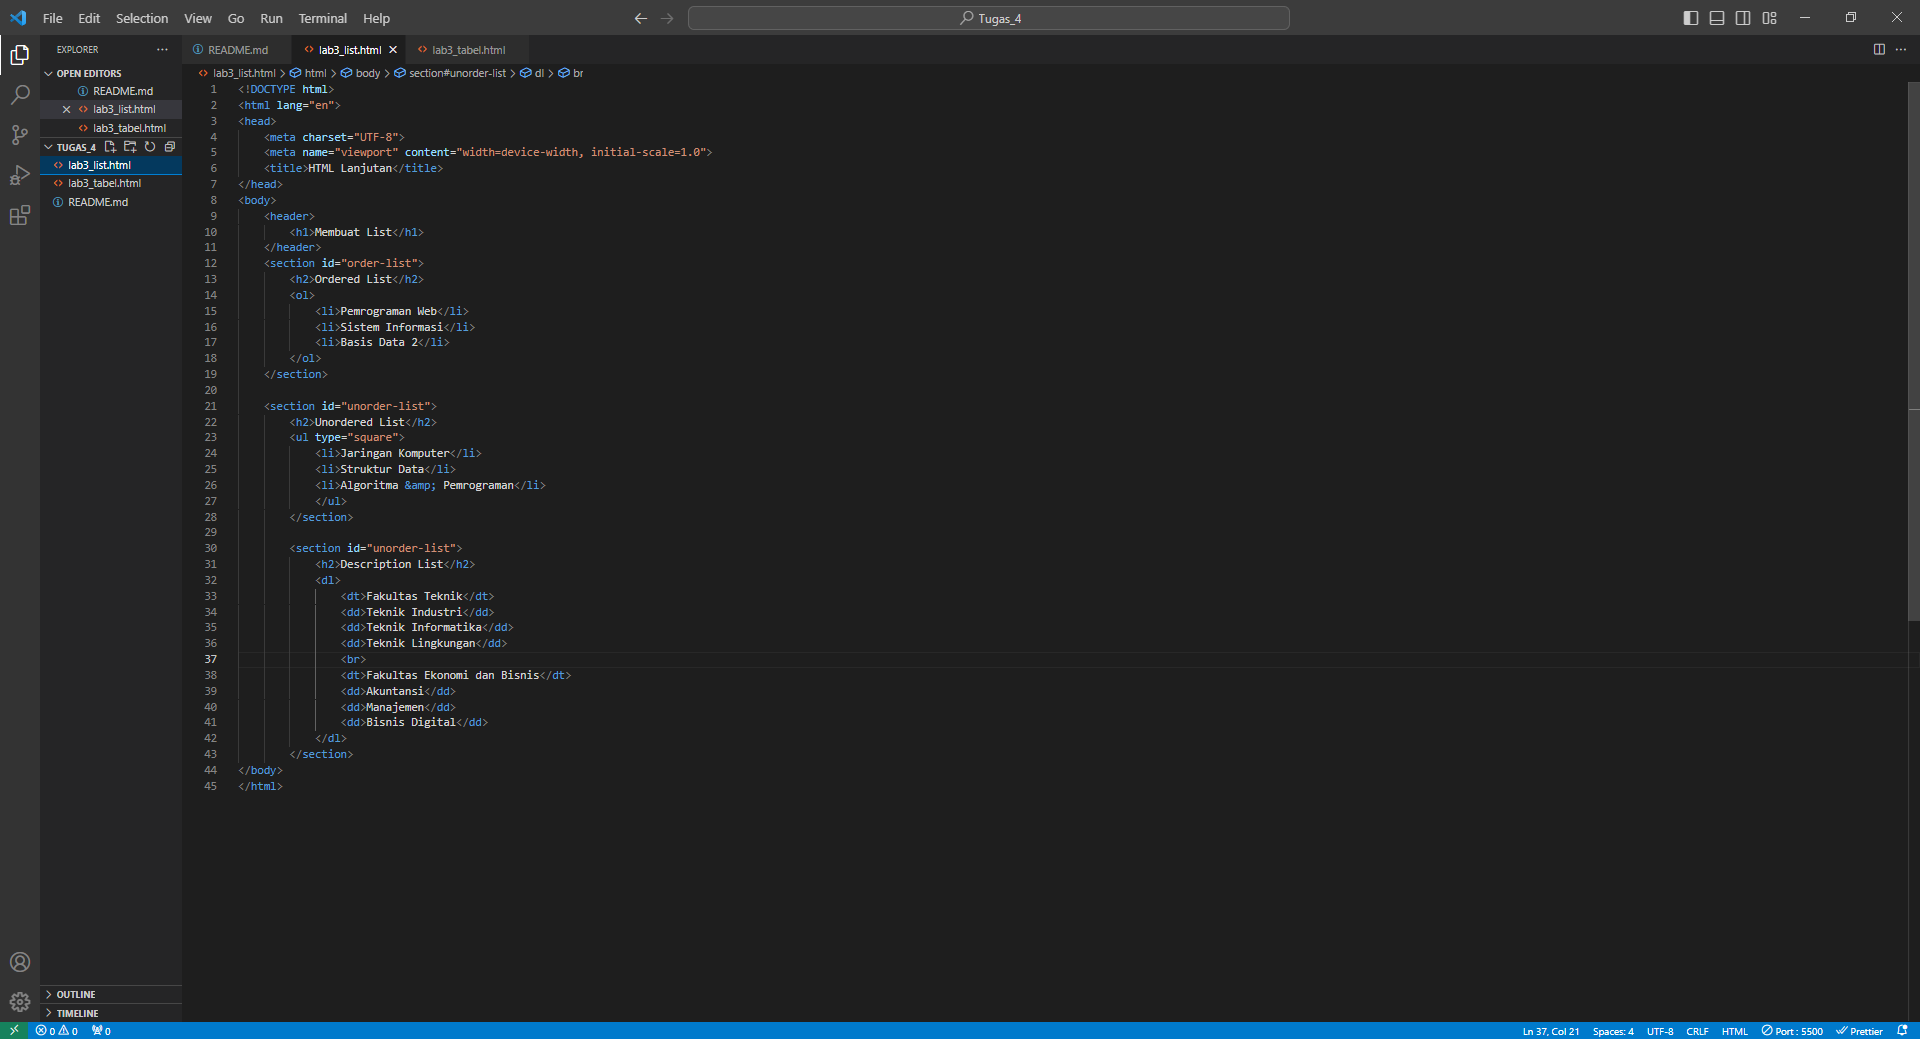 File Edit Selection View Go Run Terminal Help
Tugas_4
EXPLORER
OPEN EDITORS
README.md
lab3_list.html
lab3_tabel.html
TUGAS_4
lab3_list.html
lab3_tabel.html
README.md
OUTLINE
TIMELINE
README.md lab3_list.html lab3_tabel.html
lab3_list.html > html > body > section#unorder-list > dl > br
1 <!DOCTYPE html>
2 <html lang="en">
3 <head>
4 <meta charset="UTF-8">
5 <meta name="viewport" content="width=device-width, initial-scale=1.0">
6 <title>HTML Lanjutan</title>
7 </head>
8 <body>
9 <header>
10 <h1>Membuat List</h1>
11 </header>
12 <section id="order-list">
13 <h2>Ordered List</h2>
14 <ol>
15 <li>Pemrograman Web</li>
16 <li>Sistem Informasi</li>
17 <li>Basis Data 2</li>
18 </ol>
19 </section>
20
21 <section id="unorder-list">
22 <h2>Unordered List</h2>
23 <ul type="square">
24 <li>Jaringan Komputer</li>
25 <li>Struktur Data</li>
26 <li>Algoritma &amp; Pemrograman</li>
27 </ul>
28 </section>
29
30 <section id="unorder-list">
31 <h2>Description List</h2>
32 <dl>
33 <dt>Fakultas Teknik</dt>
34 <dd>Teknik Industri</dd>
35 <dd>Teknik Informatika</dd>
36 <dd>Teknik Lingkungan</dd>
37 <br>
38 <dt>Fakultas Ekonomi dan Bisnis</dt>
39 <dd>Akuntansi</dd>
40 <dd>Manajemen</dd>
41 <dd>Bisnis Digital</dd>
42 </dl>
43 </section>
44 </body>
45 </html>
0 0 0 Ln 37, Col 21 Spaces: 4 UTF-8 CRLF HTML Port : 5500 Prettier